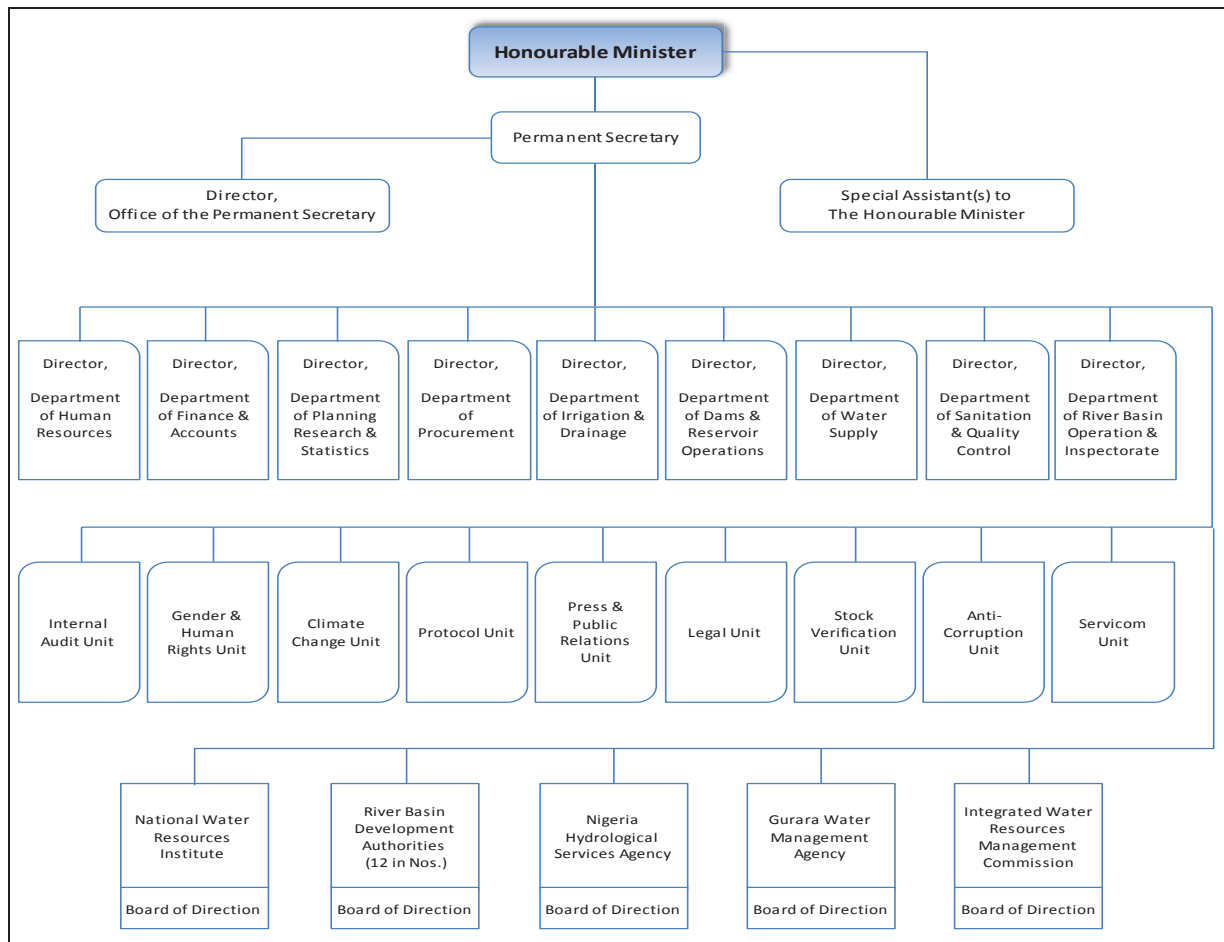 Honourable Minister
Permanent Secretary
Director,
Office of the Permanent Secretary
Special Assistant(s) to
The Honourable Minister
Director,
Department
of Human
Resources
Director,
Department
of Finance &
Accounts
Director,
Department
of Planning
Research &
Statistics
Director,
Department
of
Procurement
Director,
Department
of Irrigation &
Drainage
Director,
Department
of Dams &
Reservoir
Operations
Director,
Department
of Water
Supply
Director,
Department
of Sanitation
& Quality
Control
Director,
Department
of River Basin
Operation &
Inspectorate
Internal
Audit Unit
Gender &
Human
Rights Unit
Climate
Change Unit
Protocol Unit
Press &
Public
Relations
Unit
Legal Unit
Stock
Verification
Unit
Anti-
Corruption
Unit
Servicom
Unit
National Water
Resources
Institute
Board of Direction
River Basin
Development
Authorities
(12 in Nos.)
Board of Direction
Nigeria
Hydrological
Services Agency
Board of Direction
Gurara Water
Management
Agency
Board of Direction
Integrated Water
Resources
Management
Commission
Board of Direction